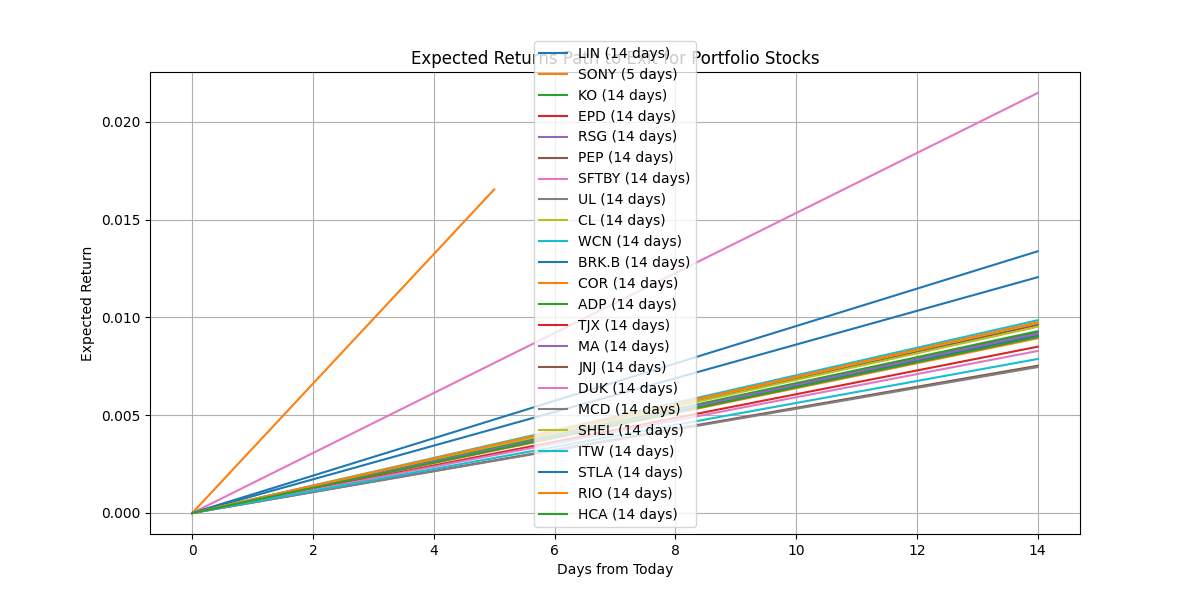 Expected Returns Path to Exit for Portfolio Stocks
LIN (14 days)
SONY (5 days)
KO (14 days)
EPD (14 days)
RSG (14 days)
PEP (14 days)
SFTBY (14 days)
UL (14 days)
CL (14 days)
WCN (14 days)
BRK.B (14 days)
COR (14 days)
ADP (14 days)
TJX (14 days)
MA (14 days)
JNJ (14 days)
DUK (14 days)
MCD (14 days)
SHEL (14 days)
ITW (14 days)
STLA (14 days)
RIO (14 days)
HCA (14 days)
Expected Return
0.020
0.015
0.010
0.005
0.000
0 2 4 6 8 10 12 14
Days from Today